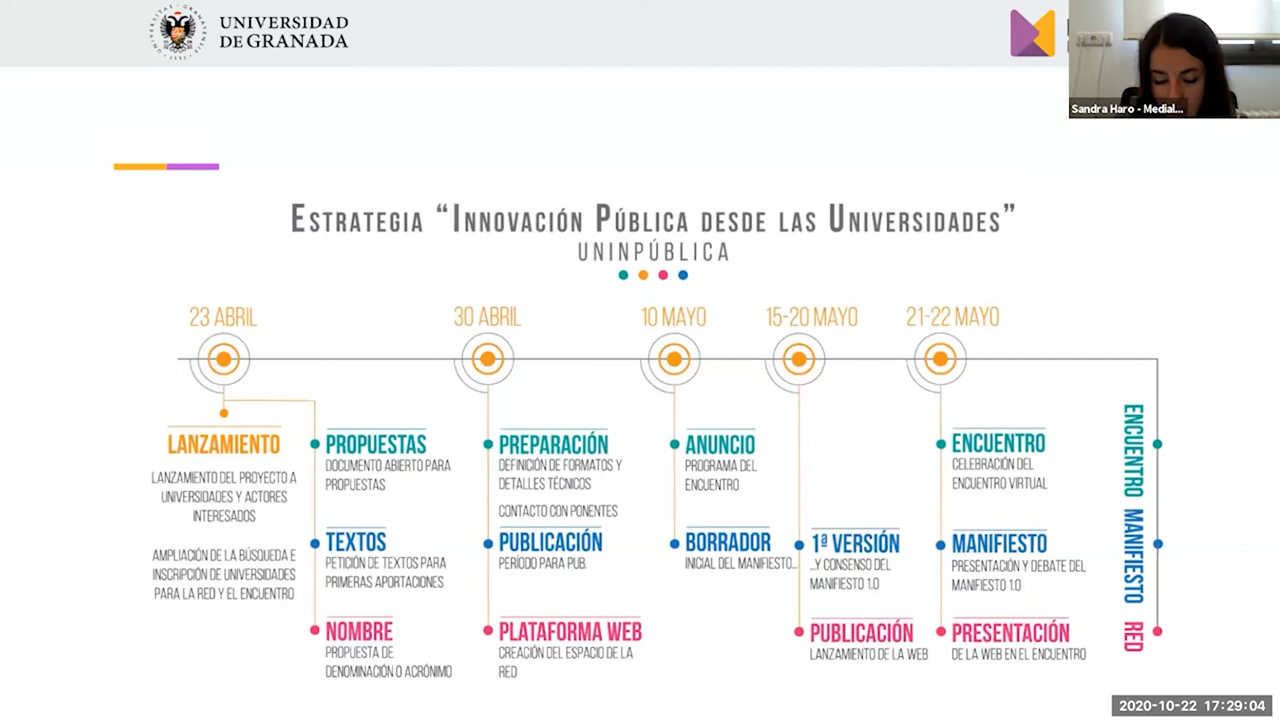 UNIVERSIDAD
DE GRANADA
Sandra Haro - Medial...
ESTRATEGIA “INNOVACIÓN PÚBLICA DESDE LAS UNIVERSIDADES”
UNINPÚBLICA
23 ABRIL
30 ABRIL
10 MAYO
15-20 MAYO
21-22 MAYO
LANZAMIENTO
LANZAMIENTO DEL PROYECTO A
UNIVERSIDADES Y ACTORES
INTERESADOS
AMPLIACIÓN DE LA BÚSQUEDA E
INSCRIPCIÓN DE UNIVERSIDADES
PARA LA RED Y EL ENCUENTRO
PROPUESTAS
DOCUMENTO ABIERTO PARA
PROPUESTAS
TEXTOS
PETICIÓN DE TEXTOS PARA
PRIMERAS APORTACIONES
NOMBRE
PROPUESTA DE
DENOMINACIÓN O ACRÓNIMO
PREPARACIÓN
DEFINICIÓN DE FORMATOS Y
DETALLES TÉCNICOS
CONTACTO CON PONENTES
PUBLICACIÓN
PERÍODO PARA PUB.
PLATAFORMA WEB
CREACIÓN DEL ESPACIO DE LA
RED
ANUNCIO
PROGRAMA DEL
ENCUENTRO
BORRADOR
INICIAL DEL MANIFIESTO...
1ª VERSIÓN
...Y CONSENSO DEL
MANIFIESTO 1.0
PUBLICACIÓN
LANZAMIENTO DE LA WEB
ENCUENTRO
CELEBRACIÓN DEL
ENCUENTRO VIRTUAL
MANIFIESTO
PRESENTACIÓN Y DEBATE DEL
MANIFIESTO 1.0
PRESENTACIÓN
DE LA WEB EN EL ENCUENTRO
ENCUENTRO
MANIFIESTO
RED
2020-10-22 17:29:04